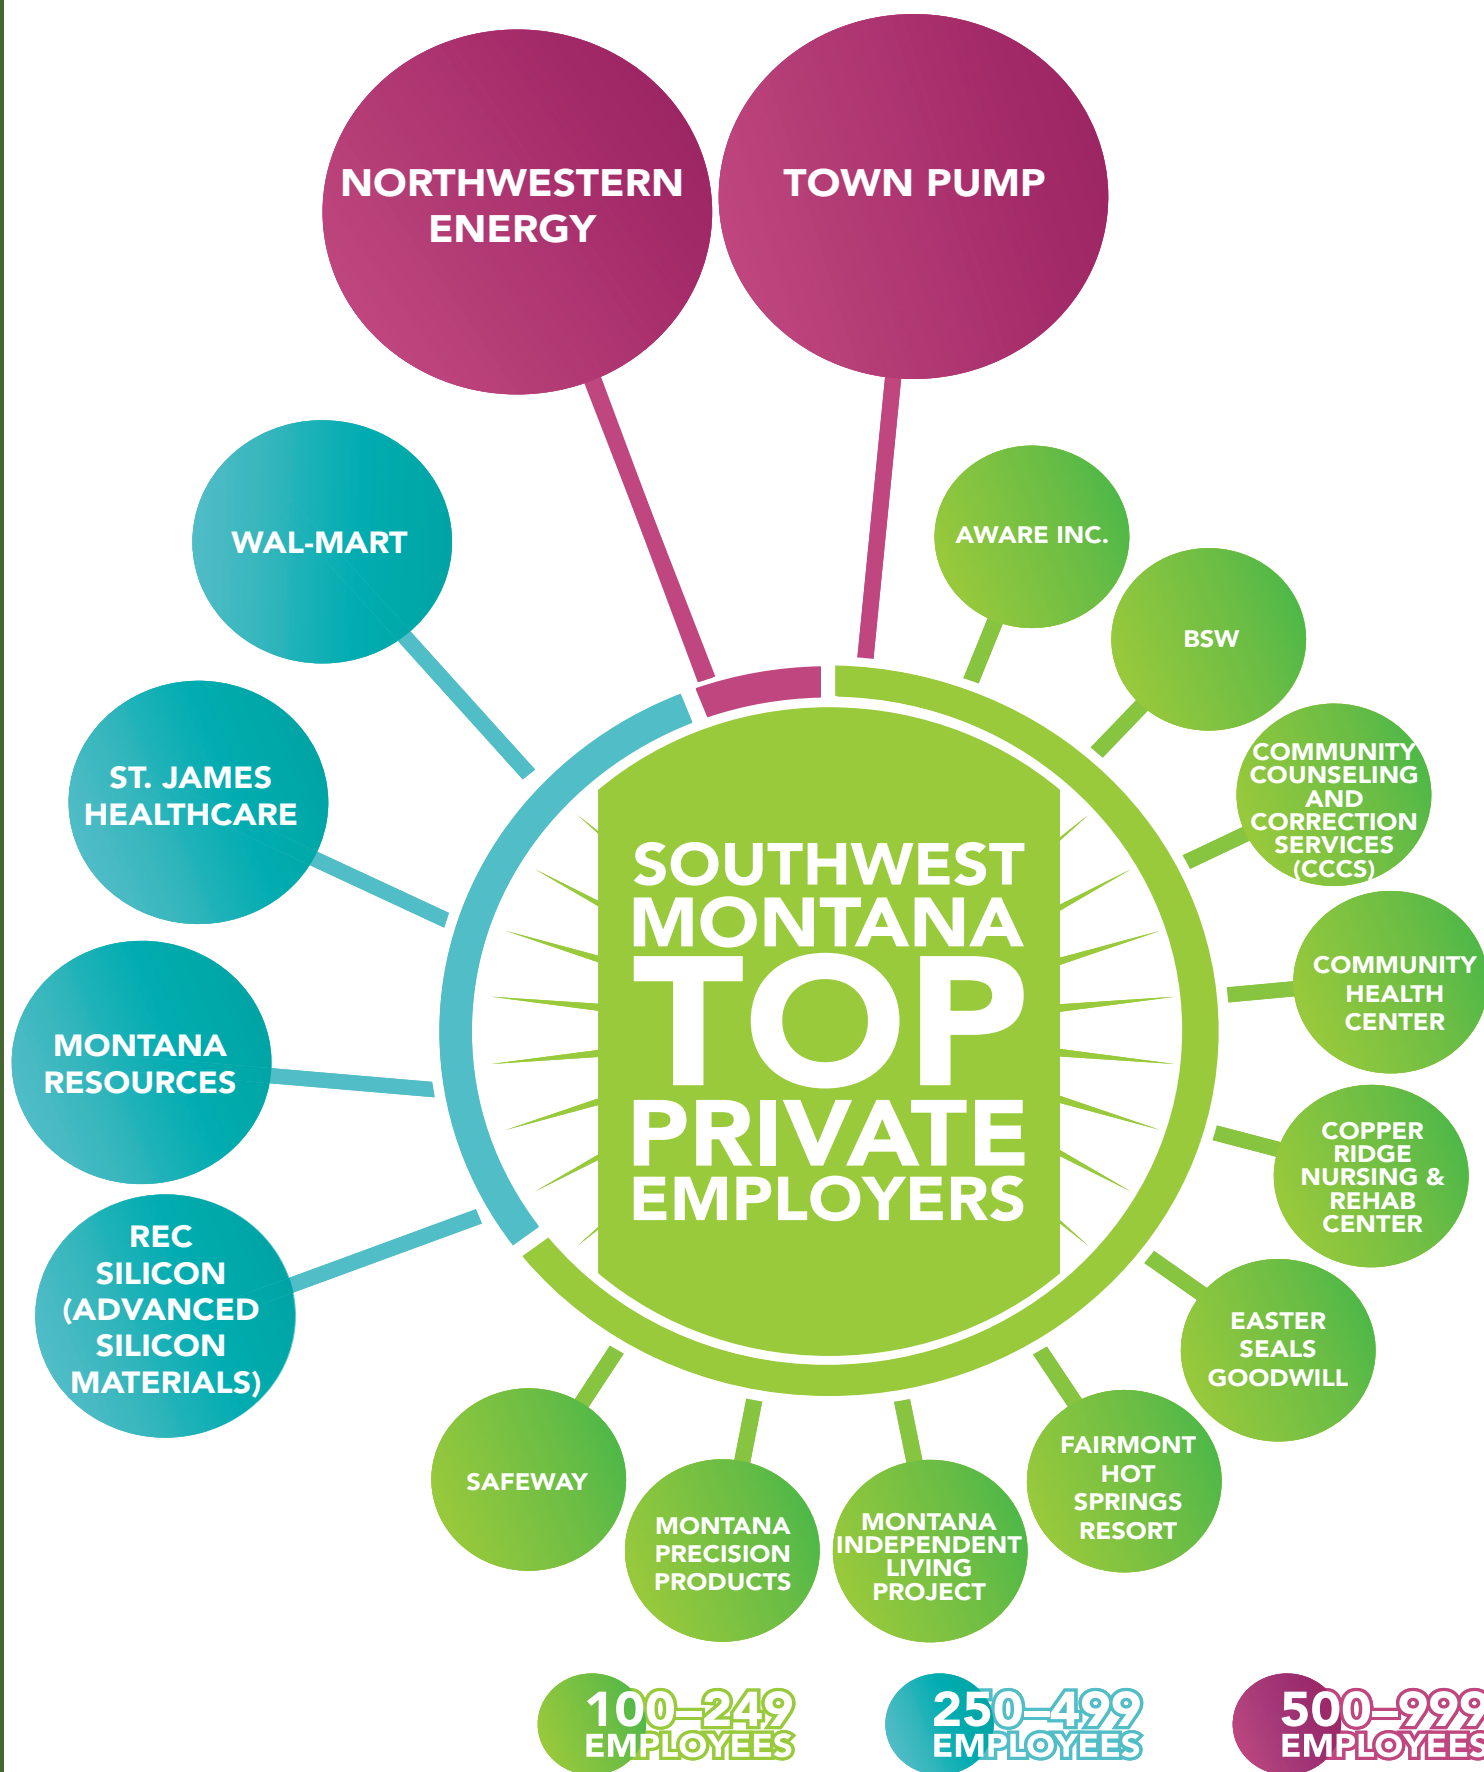 NORTHWESTERN
ENERGY
TOWN PUMP
WAL-MART
AWARE INC.
BSW
ST. JAMES
HEALTHCARE
COMMUNITY
COUNSELING
AND
CORRECTION
SERVICES
(CCCS)
SOUTHWEST
MONTANA
TOP
PRIVATE
EMPLOYERS
COMMUNITY
HEALTH
CENTER
MONTANA
RESOURCES
COPPER
RIDGE
NURSING &
REHAB
CENTER
REC
SILICON
(ADVANCED
SILICON
MATERIALS)
EASTER
SEALS
GOODWILL
FAIRMONT
HOT
SPRINGS
RESORT
SAFEWAY
MONTANA
PRECISION
PRODUCTS
MONTANA
INDEPENDENT
LIVING
PROJECT
100–249
EMPLOYEES
250–499
EMPLOYEES
500–999
EMPLOYEES